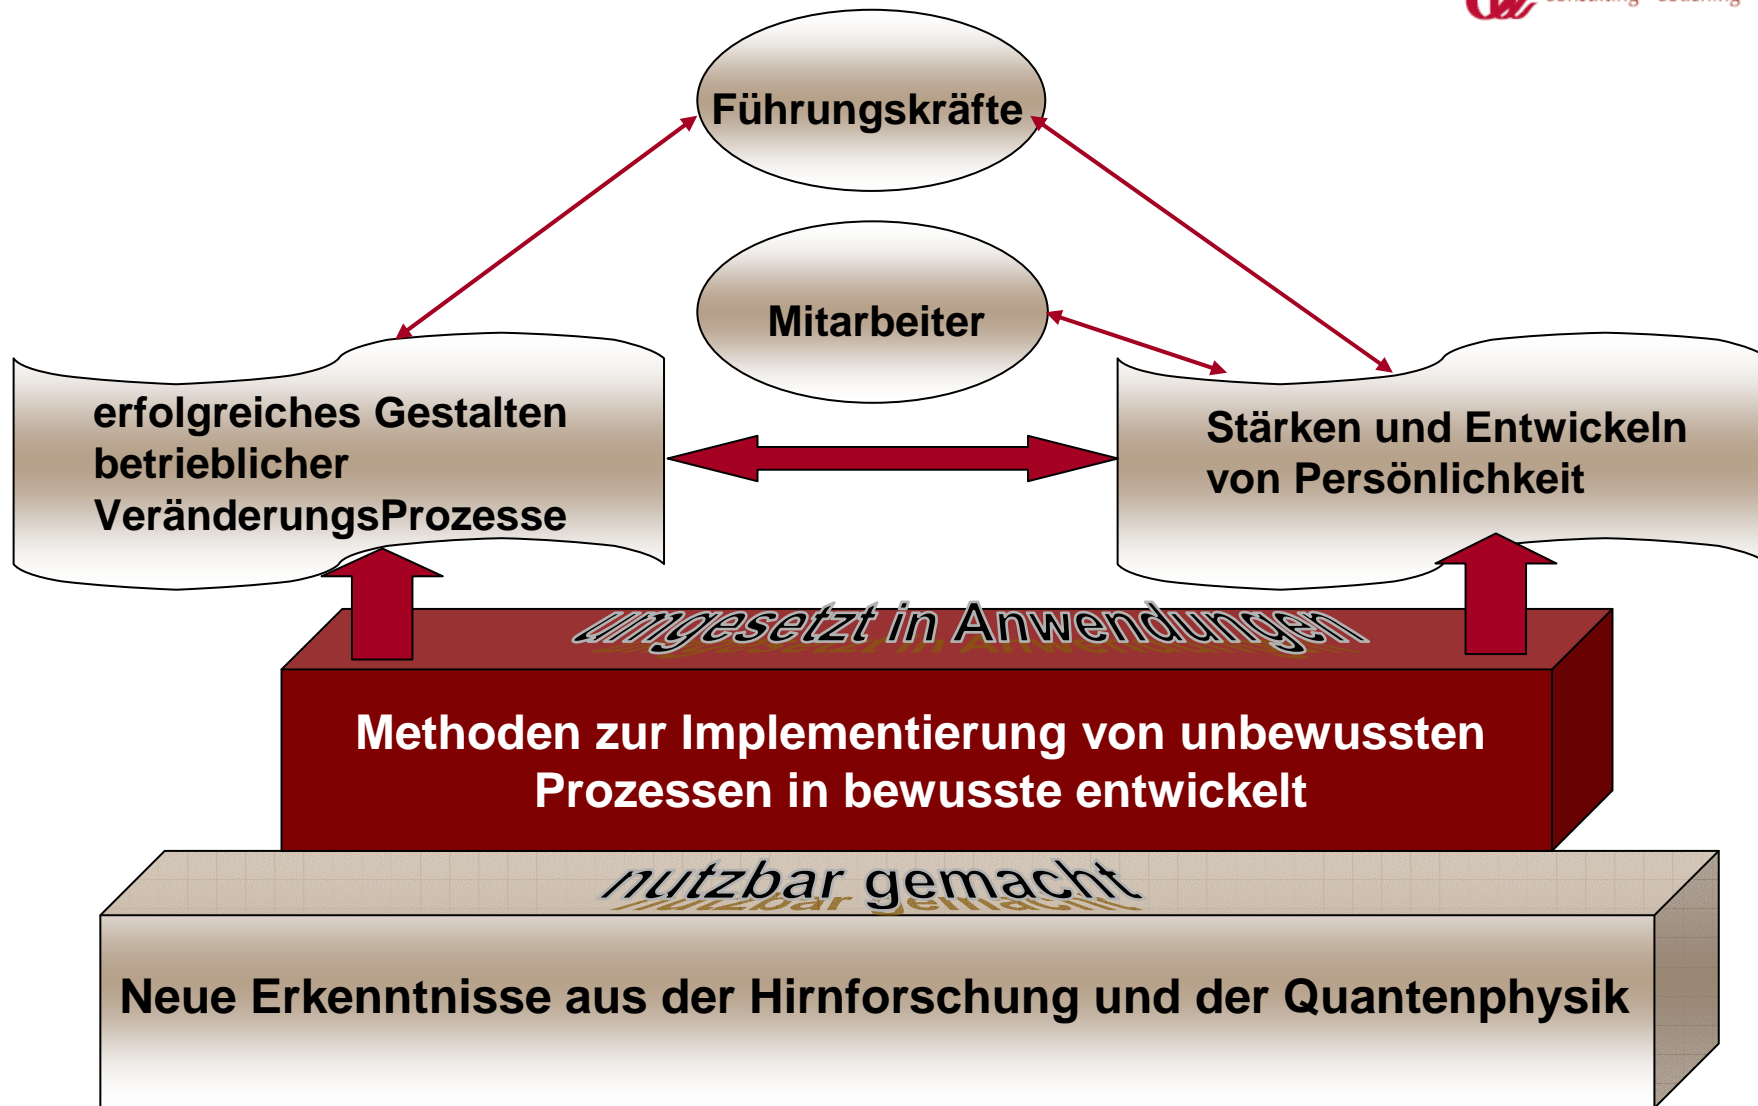 Führungskräfte
Mitarbeiter
erfolgreiches Gestalten
betrieblicher
VeränderungsProzesse
Stärken und Entwickeln
von Persönlichkeit
umgesetzt in Anwendungen
Methoden zur Implementierung von unbewussten
Prozessen in bewusste entwickelt
nutzbar gemacht
Neue Erkenntnisse aus der Hirnforschung und der Quantenphysik